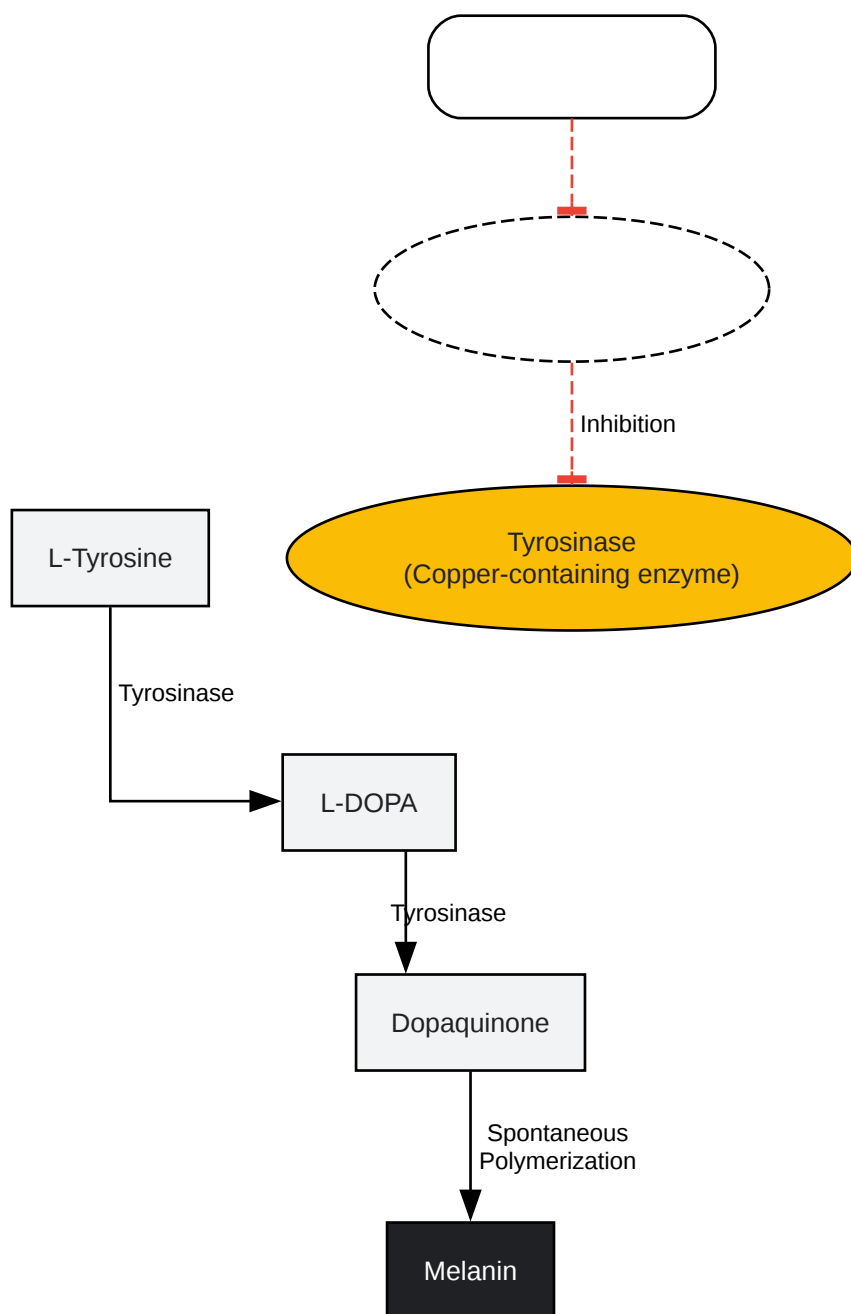 Inhibition
Tyrosinase
(Copper-containing enzyme)
L-Tyrosine
Tyrosinase
L-DOPA
Tyrosinase
Dopaquinone
Spontaneous
Polymerization
Melanin